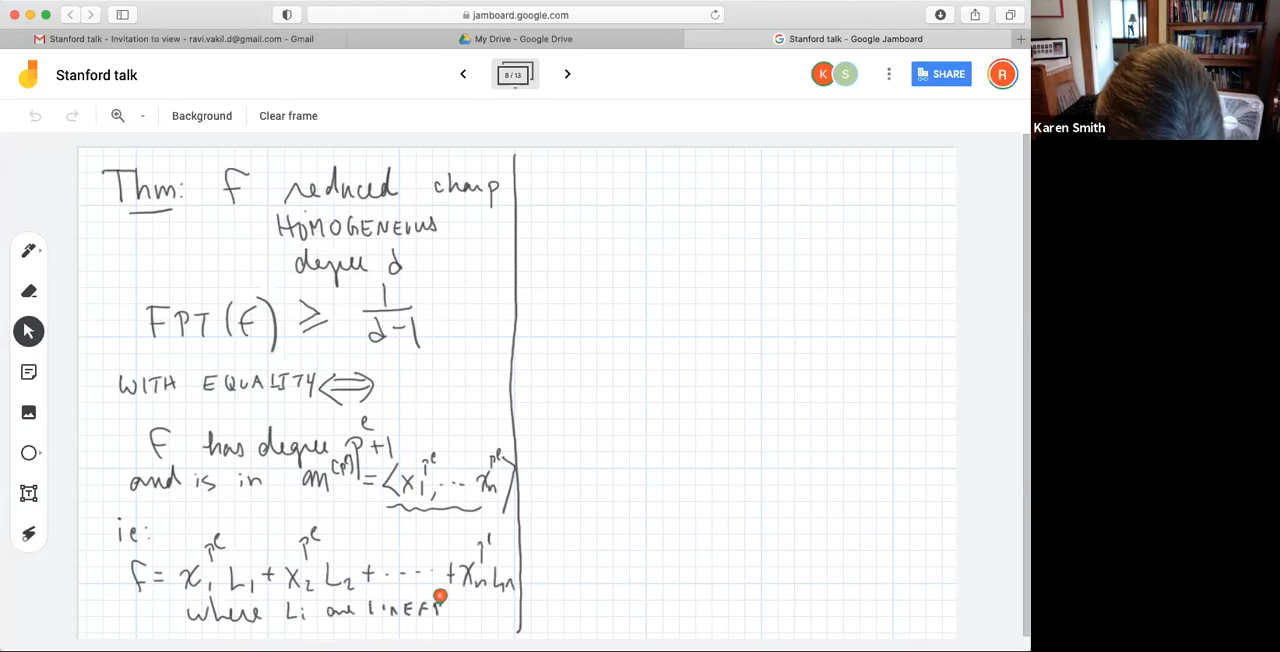 jamboard.google.com
Stanford talk - Invitation to view - ravi.vakil.d@gmail.com - Gmail
My Drive - Google Drive
Stanford talk - Google Jamboard
Stanford talk
8 / 13
K
S
SHARE
R
Background
Clear frame
Karen Smith
Thm: f reduced char p
HOMOGENEOUS
degree d
FPT(f) ≥ 1/(d-1)
WITH EQUALITY ⟺
f has degree p^e+1
and is in m^[p^e] = <x_1^{p^e}, ... x_n^{p^e}>
ie:
f = x_1^{p^e} L_1 + x_2^{p^e} L_2 + ····· + x_n^{p^e} L_n
where Li are LINEAR